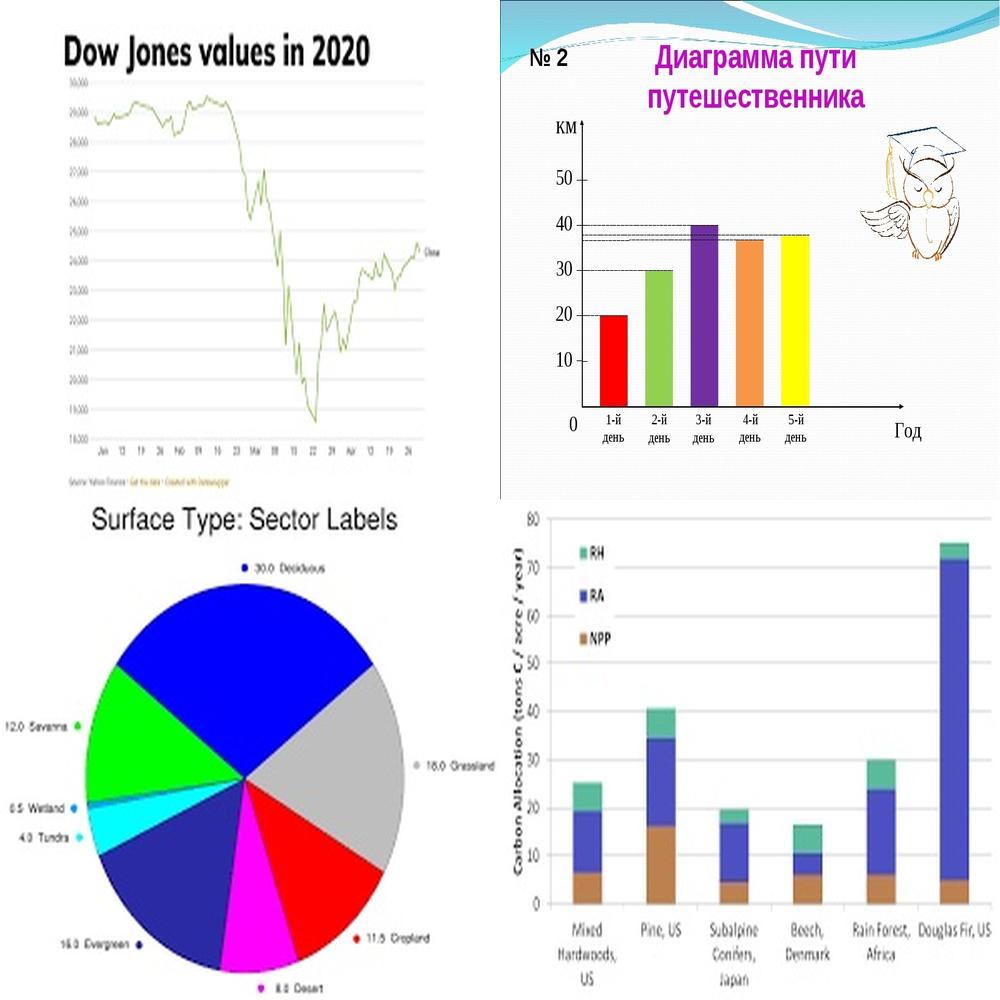 Dow Jones values in 2020
30,000
29,000
28,000
27,000
26,000
25,000
24,000
23,000
22,000
21,000
20,000
19,000
18,000
Close
Jan 12 19 26 Feb 09 16 23 Mar 08 15 22 29 Apr 12 19 26
Source: Yahoo Finance · Get the data · Created with Datawrapper
№ 2
Диаграмма пути
путешественника
км
50
40
30
20
10
0
1-й день
2-й день
3-й день
4-й день
5-й день
Год
Surface Type: Sector Labels
30.0 Deciduous
12.0 Savanna
18.0 Grassland
0.5 Wetland
4.0 Tundra
16.0 Evergreen
11.5 Cropland
8.0 Desert
Carbon Allocation (tons C / acre / year)
80
70
60
50
40
30
20
10
0
RH
RA
NPP
Mixed Hardwoods, US
Pine, US
Subalpine Conifers, Japan
Beech, Denmark
Rain Forest, Africa
Douglas Fir, US